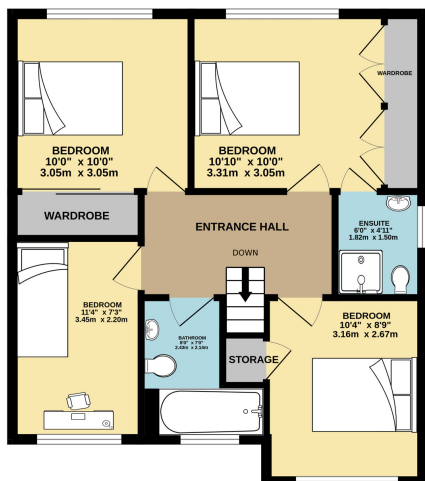 BEDROOM
10'0" x 10'0"
3.05m x 3.05m
BEDROOM
10'10" x 10'0"
3.31m x 3.05m
WARDROBE
WARDROBE
ENTRANCE HALL
DOWN
ENSUITE
6'0" x 4'11"
1.82m x 1.50m
BEDROOM
11'4" x 7'3"
3.45m x 2.20m
BATHROOM
STORAGE
BEDROOM
10'4" x 8'9"
3.16m x 2.67m